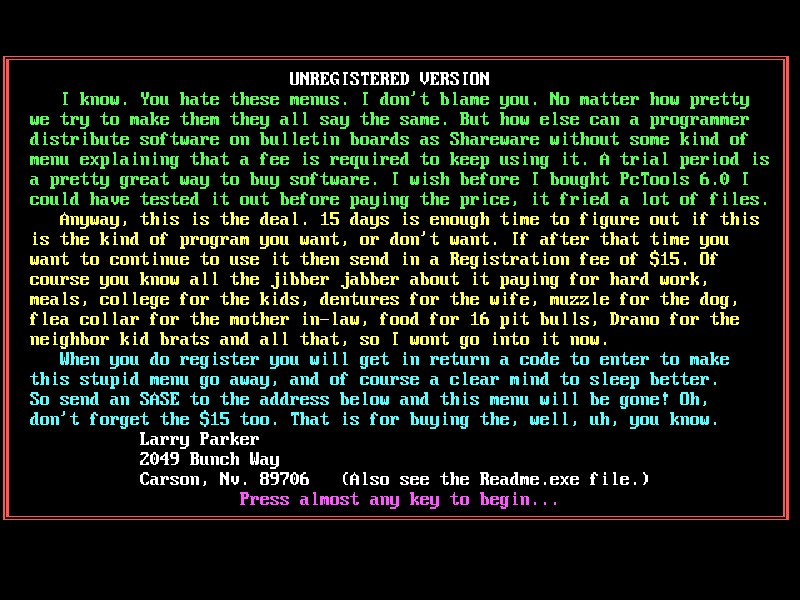 UNREGISTERED VERSION
I know. You hate these menus. I don't blame you. No matter how pretty
we try to make them they all say the same. But how else can a programmer
distribute software on bulletin boards as Shareware without some kind of
menu explaining that a fee is required to keep using it. A trial period is
a pretty great way to buy software. I wish before I bought PcTools 6.0 I
could have tested it out before paying the price, it fried a lot of files.
Anyway, this is the deal. 15 days is enough time to figure out if this
is the kind of program you want, or don't want. If after that time you
want to continue to use it then send in a Registration fee of $15. Of
course you know all the jibber jabber about it paying for hard work,
meals, college for the kids, dentures for the wife, muzzle for the dog,
flea collar for the mother in-law, food for 16 pit bulls, Drano for the
neighbor kid brats and all that, so I wont go into it now.
When you do register you will get in return a code to enter to make
this stupid menu go away, and of course a clear mind to sleep better.
So send an SASE to the address below and this menu will be gone! Oh,
don't forget the $15 too. That is for buying the, well, uh, you know.
Larry Parker
2049 Bunch Way
Carson, Nv. 89706   (Also see the Readme.exe file.)
Press almost any key to begin...